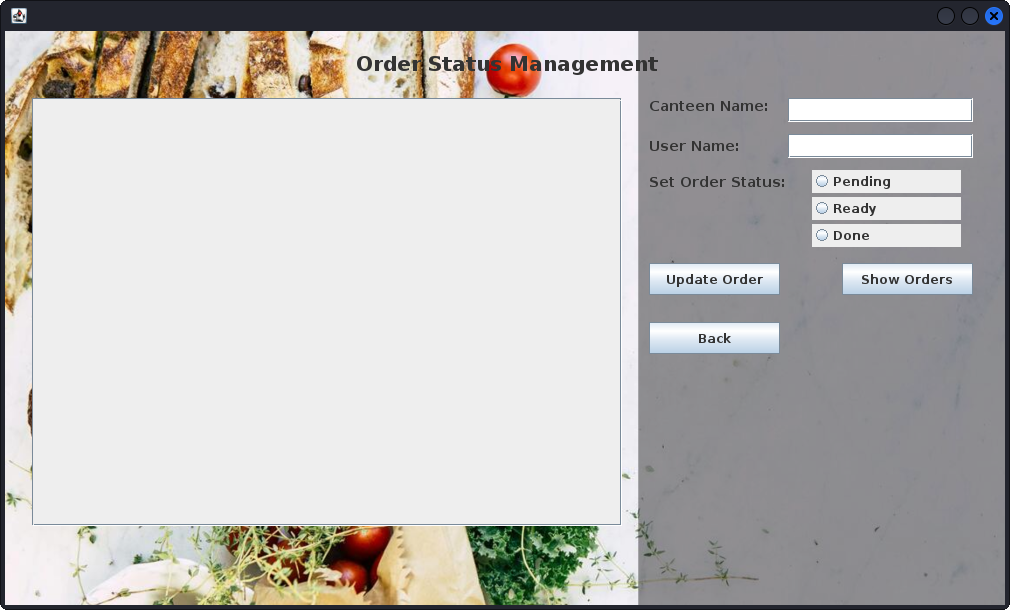 Order Status Management
Canteen Name:
User Name:
Set Order Status:
Pending
Ready
Done
Update Order
Show Orders
Back